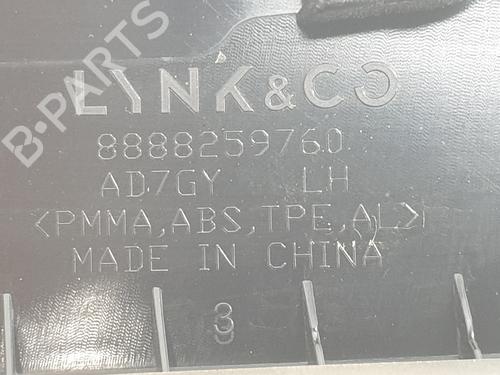 B-PARTS
LYNK&CO
8888259760
AD7GY LH
<PMMA,ABS,TPE,AL>
MADE IN CHINA
3